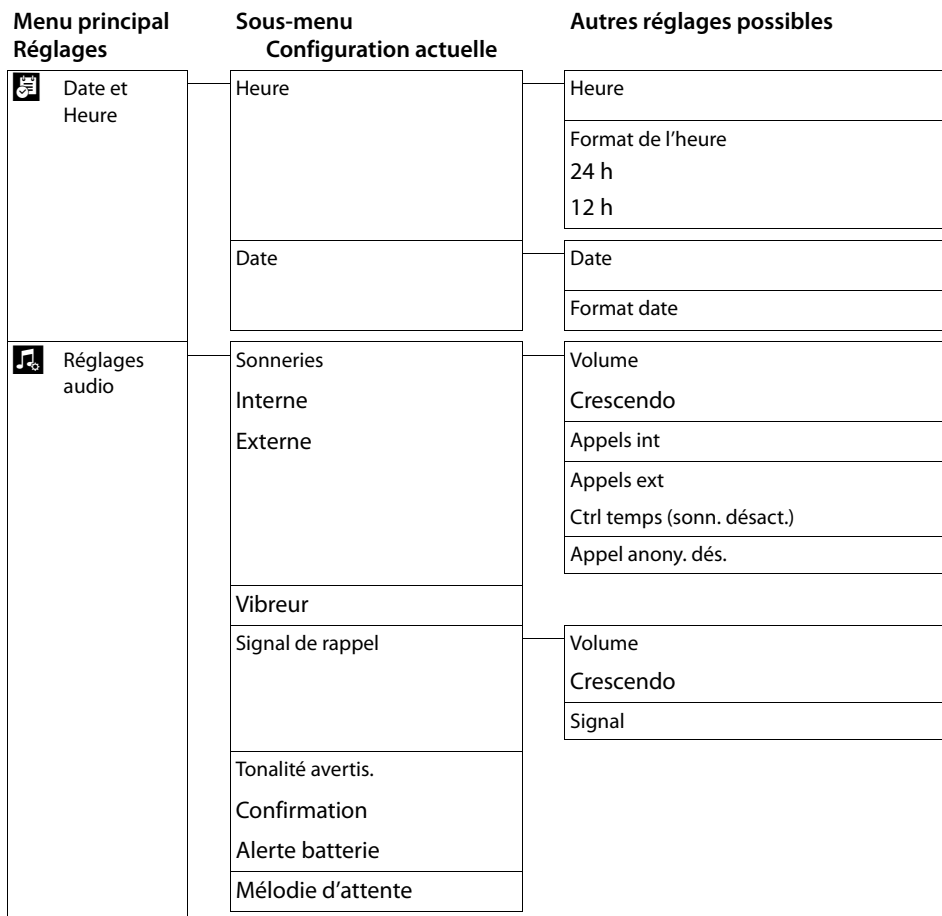 Menu principal
Réglages
Sous-menu
Configuration actuelle
Autres réglages possibles
Date et
Heure
Heure
Heure
Format de l’heure
24 h
12 h
Date
Date
Format date
Réglages
audio
Sonneries
Interne
Externe
Volume
Crescendo
Appels int
Appels ext
Ctrl temps (sonn. désact.)
Appel anony. dés.
Vibreur
Signal de rappel
Volume
Crescendo
Signal
Tonalité avertis.
Confirmation
Alerte batterie
Mélodie d'attente